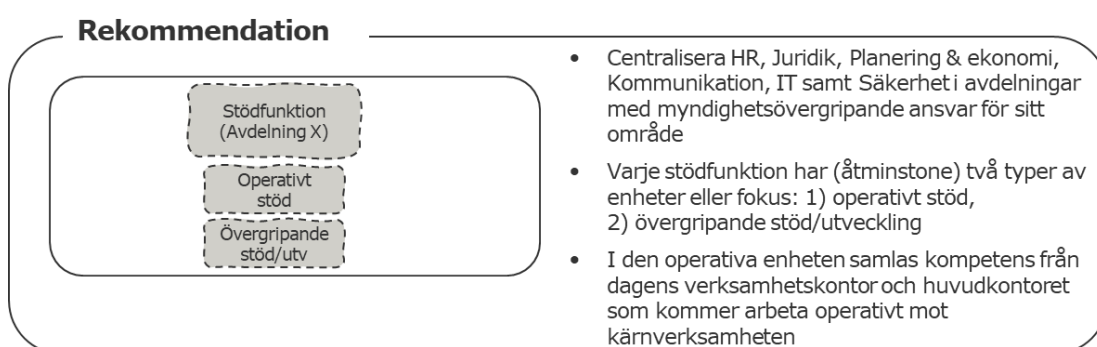 Rekommendation
Stödfunktion
(Avdelning X)
Operativt
stöd
Övergripande
stöd/utv
• Centralisera HR, Juridik, Planering & ekonomi,
Kommunikation, IT samt Säkerhet i avdelningar
med myndighetsövergripande ansvar för sitt
område
• Varje stödfunktion har (åtminstone) två typer av
enheter eller fokus: 1) operativt stöd,
2) övergripande stöd/utveckling
• I den operativa enheten samlas kompetens från
dagens verksamhetskontor och huvudkontoret
som kommer arbeta operativt mot
kärnverksamheten